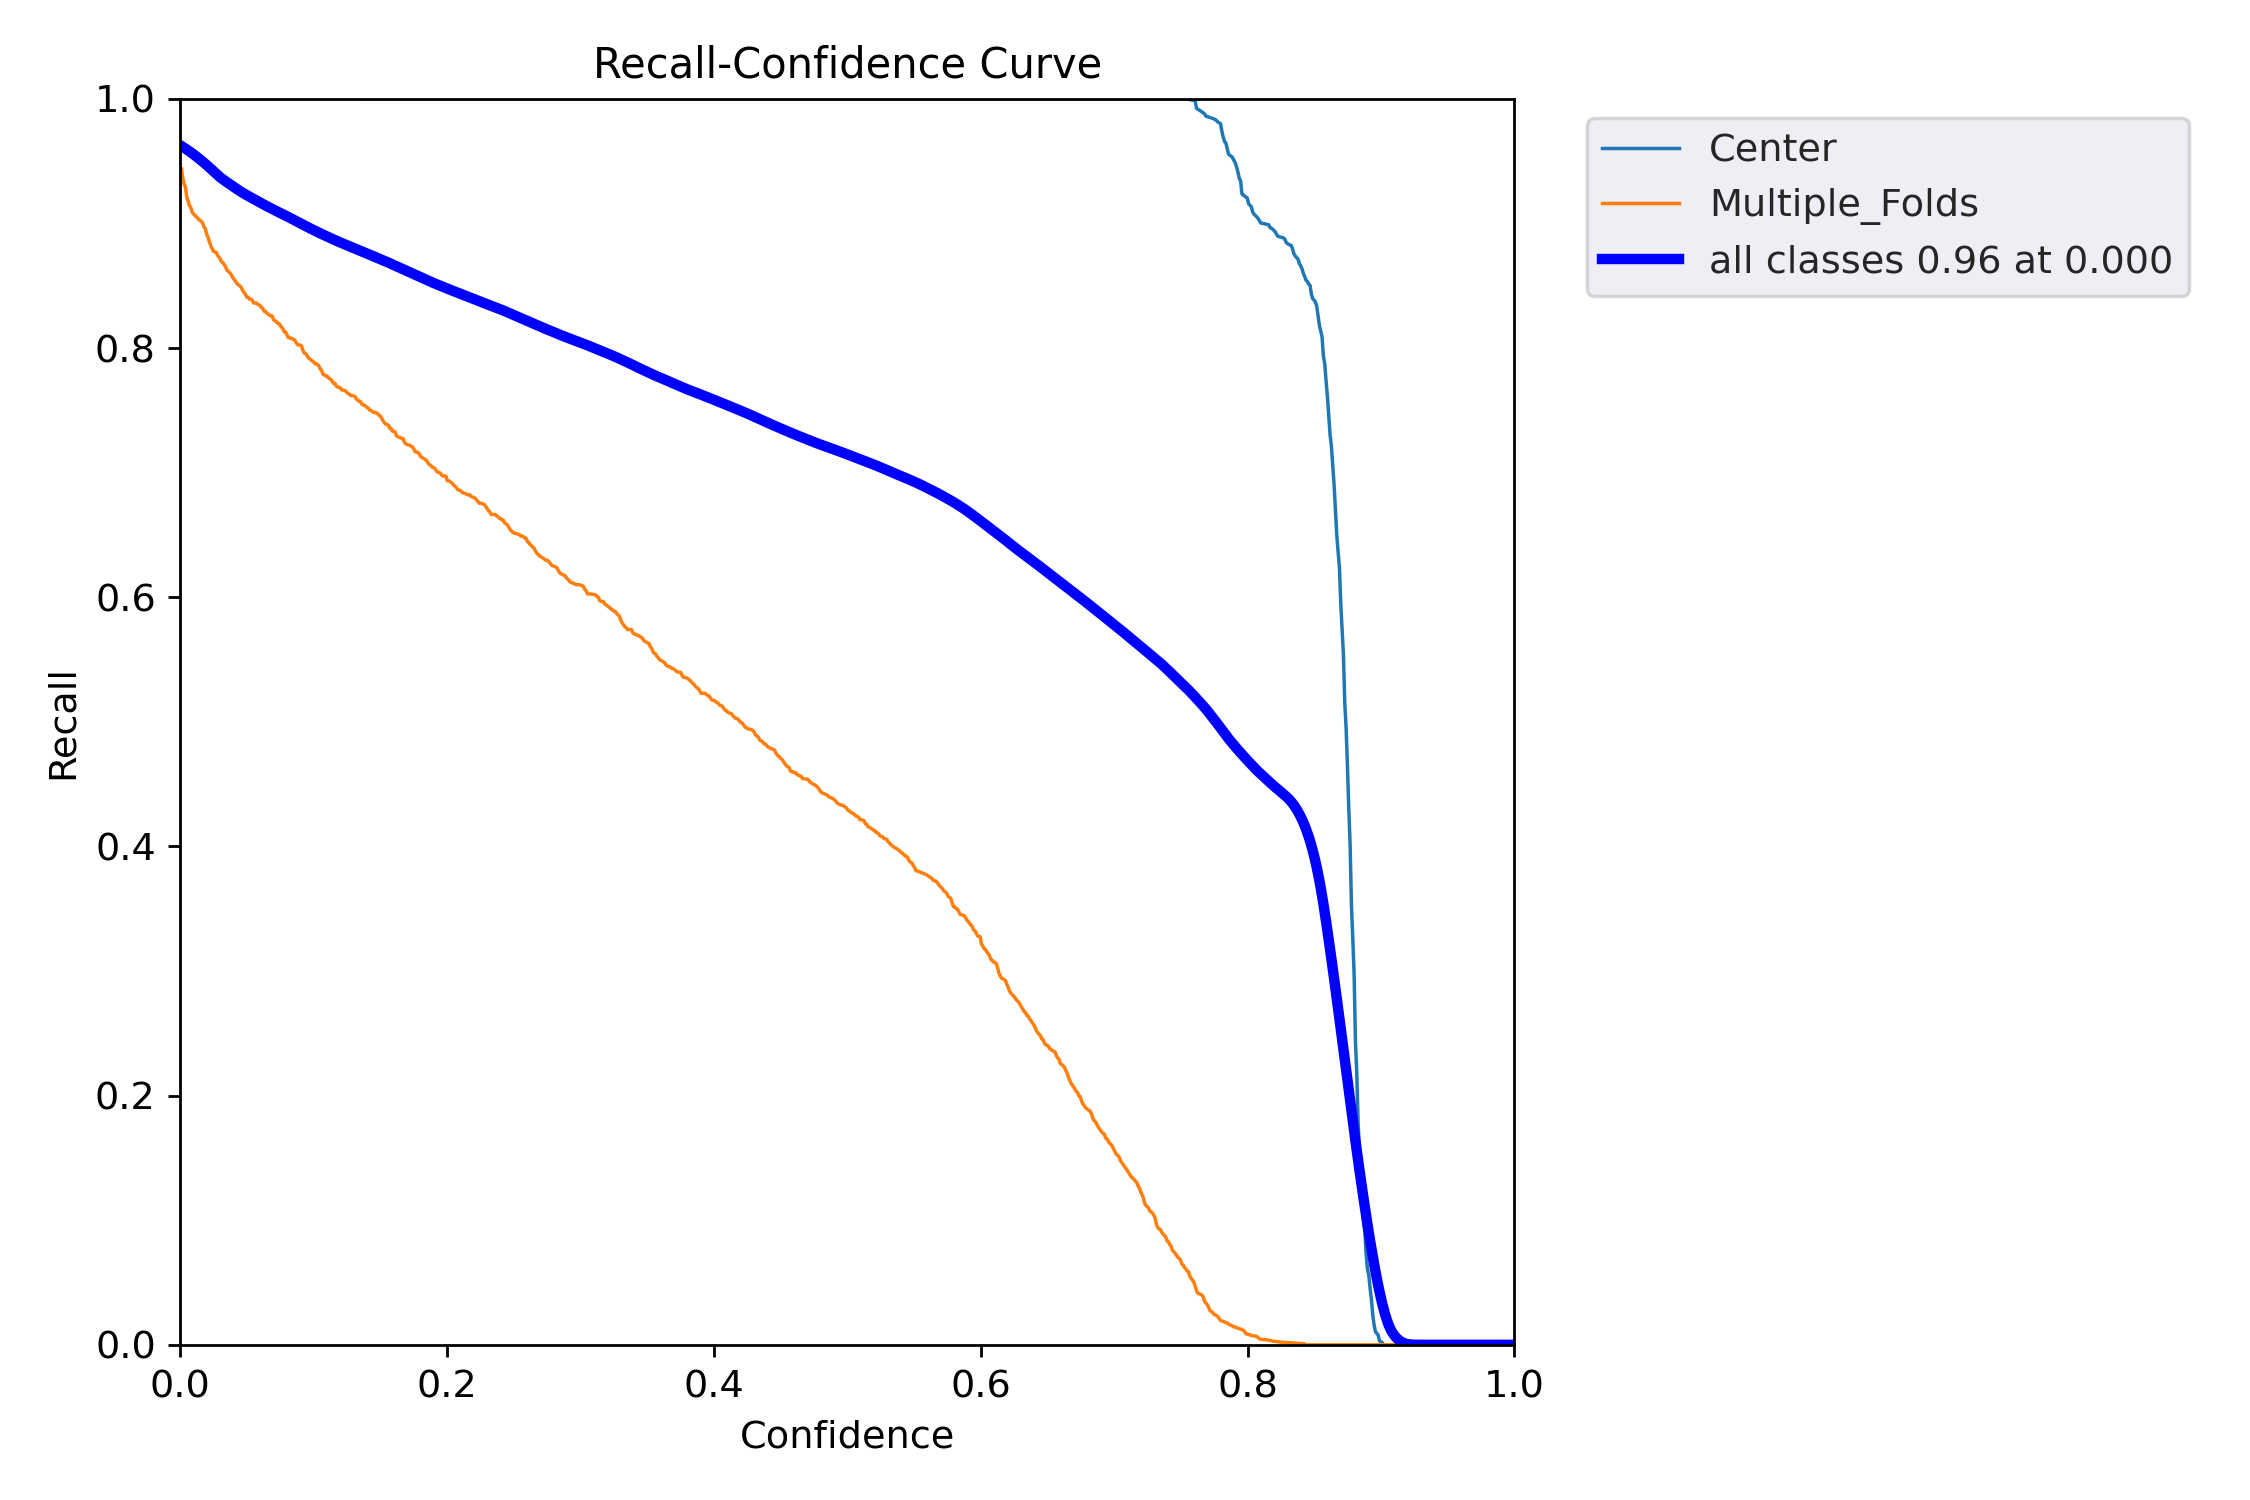 Recall-Confidence Curve
1.0
0.8
0.6
0.4
0.2
0.0
Recall
0.0 0.2 0.4 0.6 0.8 1.0
Confidence
Center
Multiple_Folds
all classes 0.96 at 0.000